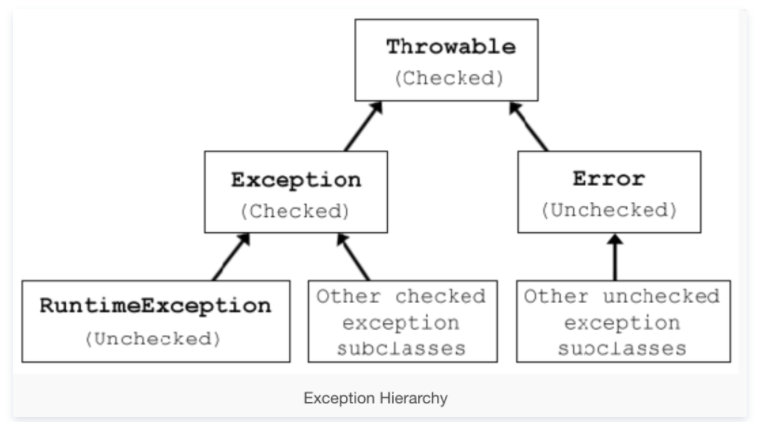 Throwable
(Checked)
Exception
(Checked)
Error
(Unchecked)
RuntimeException
(Unchecked)
Other checked
exception
subclasses
Other unchecked
exception
subclasses
Exception Hierarchy